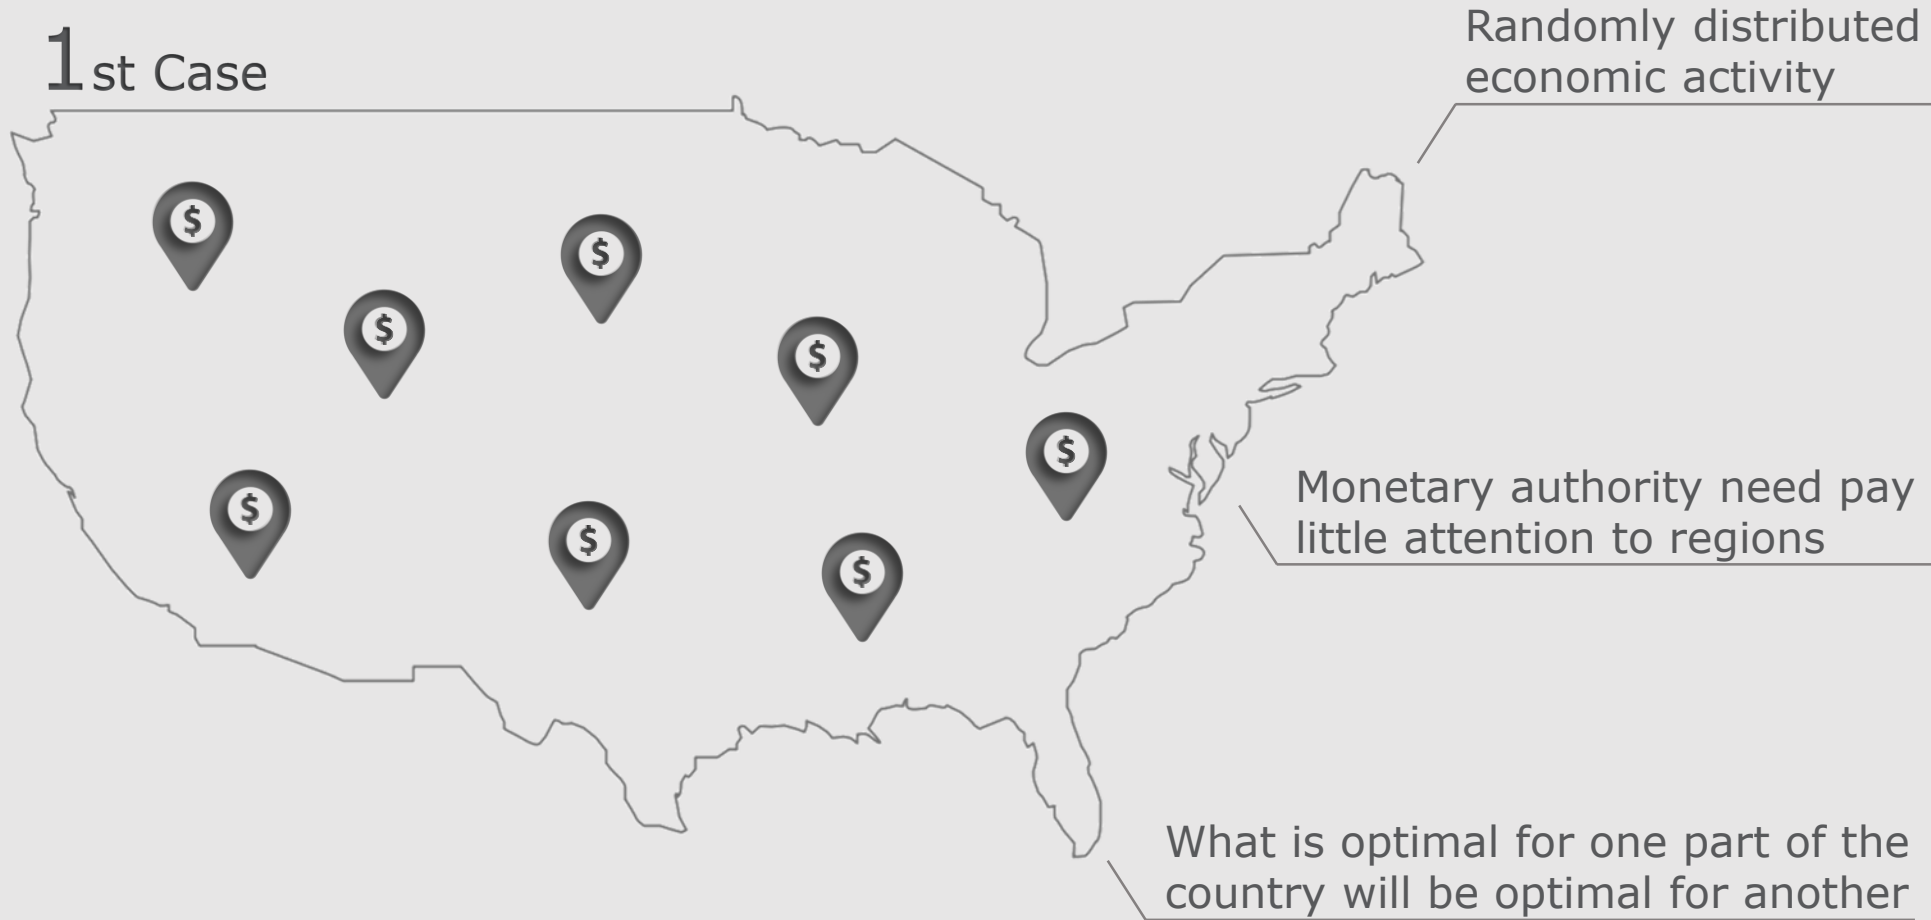 1st Case
Randomly distributed
economic activity
$
$
$
$
$
$
$
$
Monetary authority need pay
little attention to regions
What is optimal for one part of the
country will be optimal for another